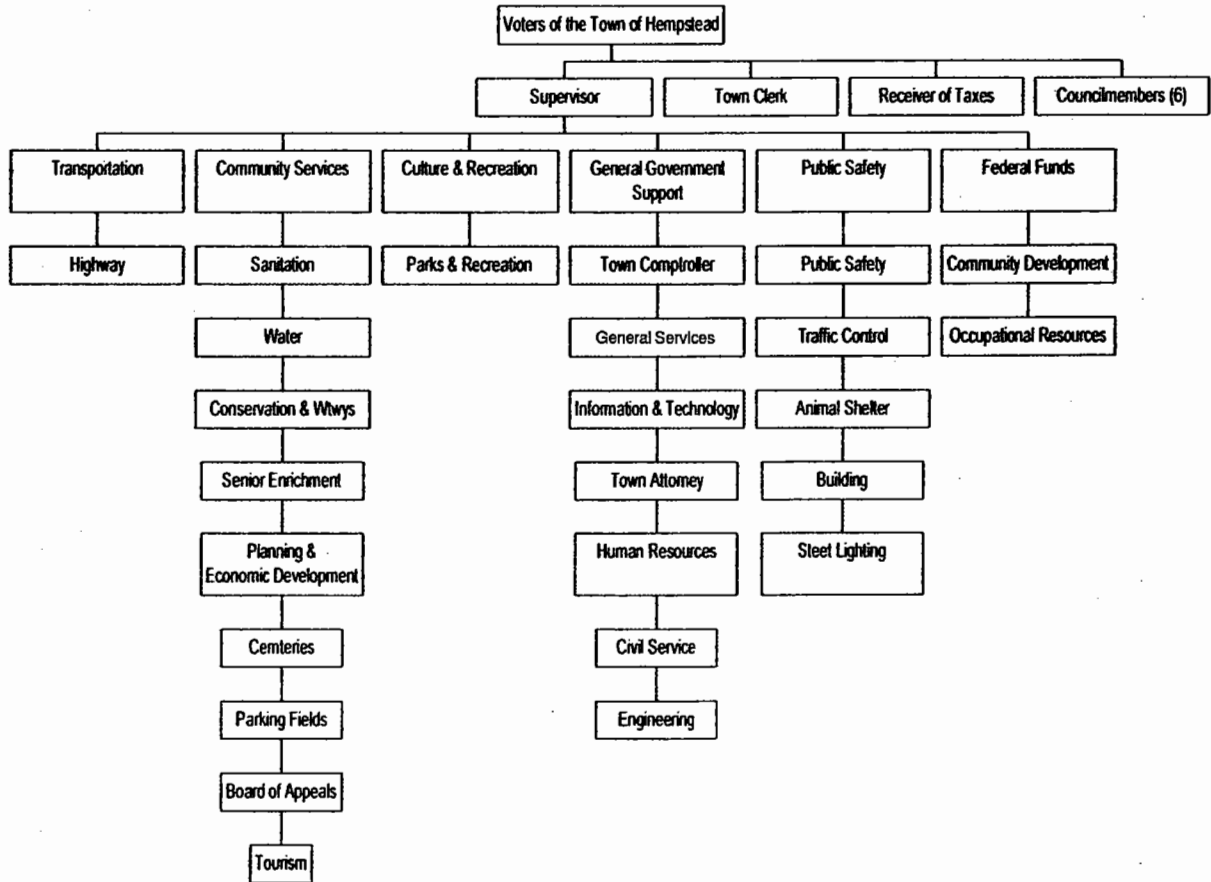 Voters of the Town of Hempstead
Supervisor
Town Clerk
Receiver of Taxes
Councilmembers (6)
Transportation
Community Services
Culture & Recreation
General Government
Support
Public Safety
Federal Funds
Highway
Sanitation
Parks & Recreation
Town Comptroller
Public Safety
Community Development
Water
General Services
Traffic Control
Occupational Resources
Conservation & Wtwys
Information & Technology
Animal Shelter
Senior Enrichment
Town Attorney
Building
Planning &
Economic Development
Human Resources
Steet Lighting
Cemteries
Civil Service
Parking Fields
Engineering
Board of Appeals
Tourism